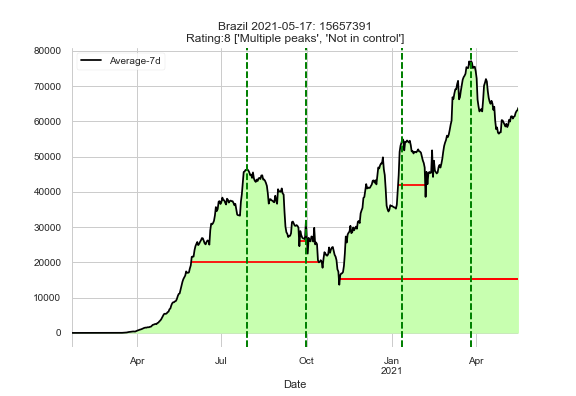 Brazil 2021-05-17: 15657391
Rating:8 ['Multiple peaks', 'Not in control']
80000
Average-7d
70000
60000
50000
40000
30000
20000
10000
0
Apr
Jul
Oct
Jan
2021
Apr
Date